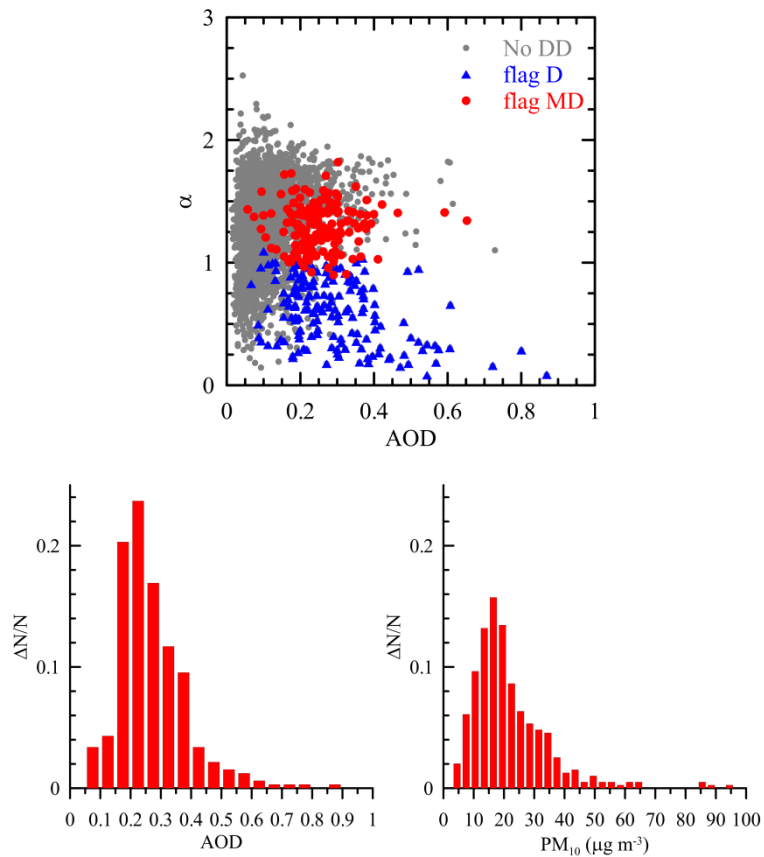 3
No DD
flag D
flag MD
2
α
1
0
0 0.2 0.4 0.6 0.8 1
AOD
0.2
ΔN/N
0.1
0
0 0.1 0.2 0.3 0.4 0.5 0.6 0.7 0.8 0.9 1
AOD
0.2
ΔN/N
0.1
0
0 10 20 30 40 50 60 70 80 90 100
PM₁₀ (μg m⁻³)